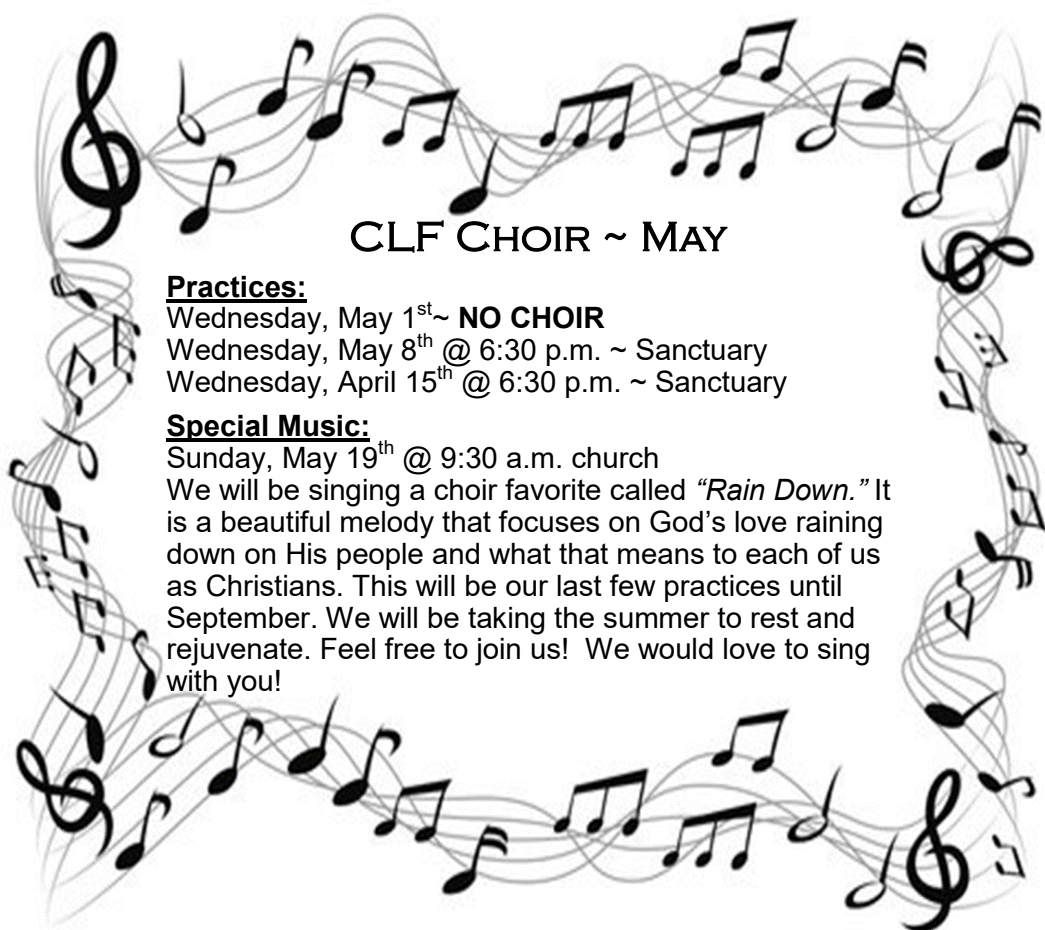 CLF CHOIR ~ MAY
Practices:
Wednesday, May 1st~ NO CHOIR
Wednesday, May 8th @ 6:30 p.m. ~ Sanctuary
Wednesday, April 15th @ 6:30 p.m. ~ Sanctuary
Special Music:
Sunday, May 19th @ 9:30 a.m. church
We will be singing a choir favorite called “Rain Down.” It
is a beautiful melody that focuses on God’s love raining
down on His people and what that means to each of us
as Christians. This will be our last few practices until
September. We will be taking the summer to rest and
rejuvenate. Feel free to join us!  We would love to sing
with you!